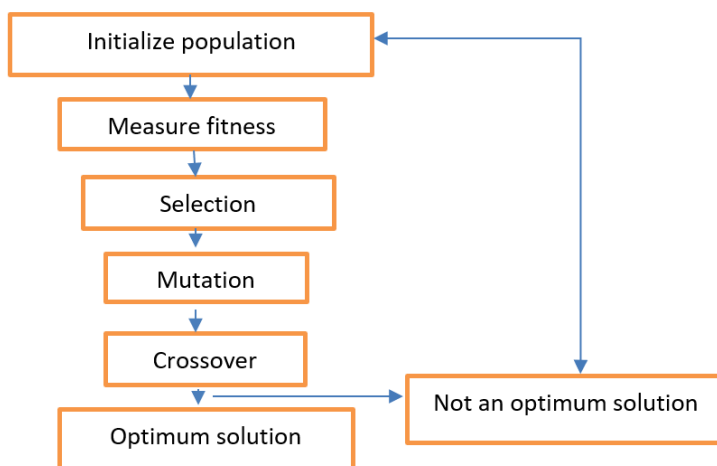 Initialize population
Measure fitness
Selection
Mutation
Crossover
Not an optimum solution
Optimum solution